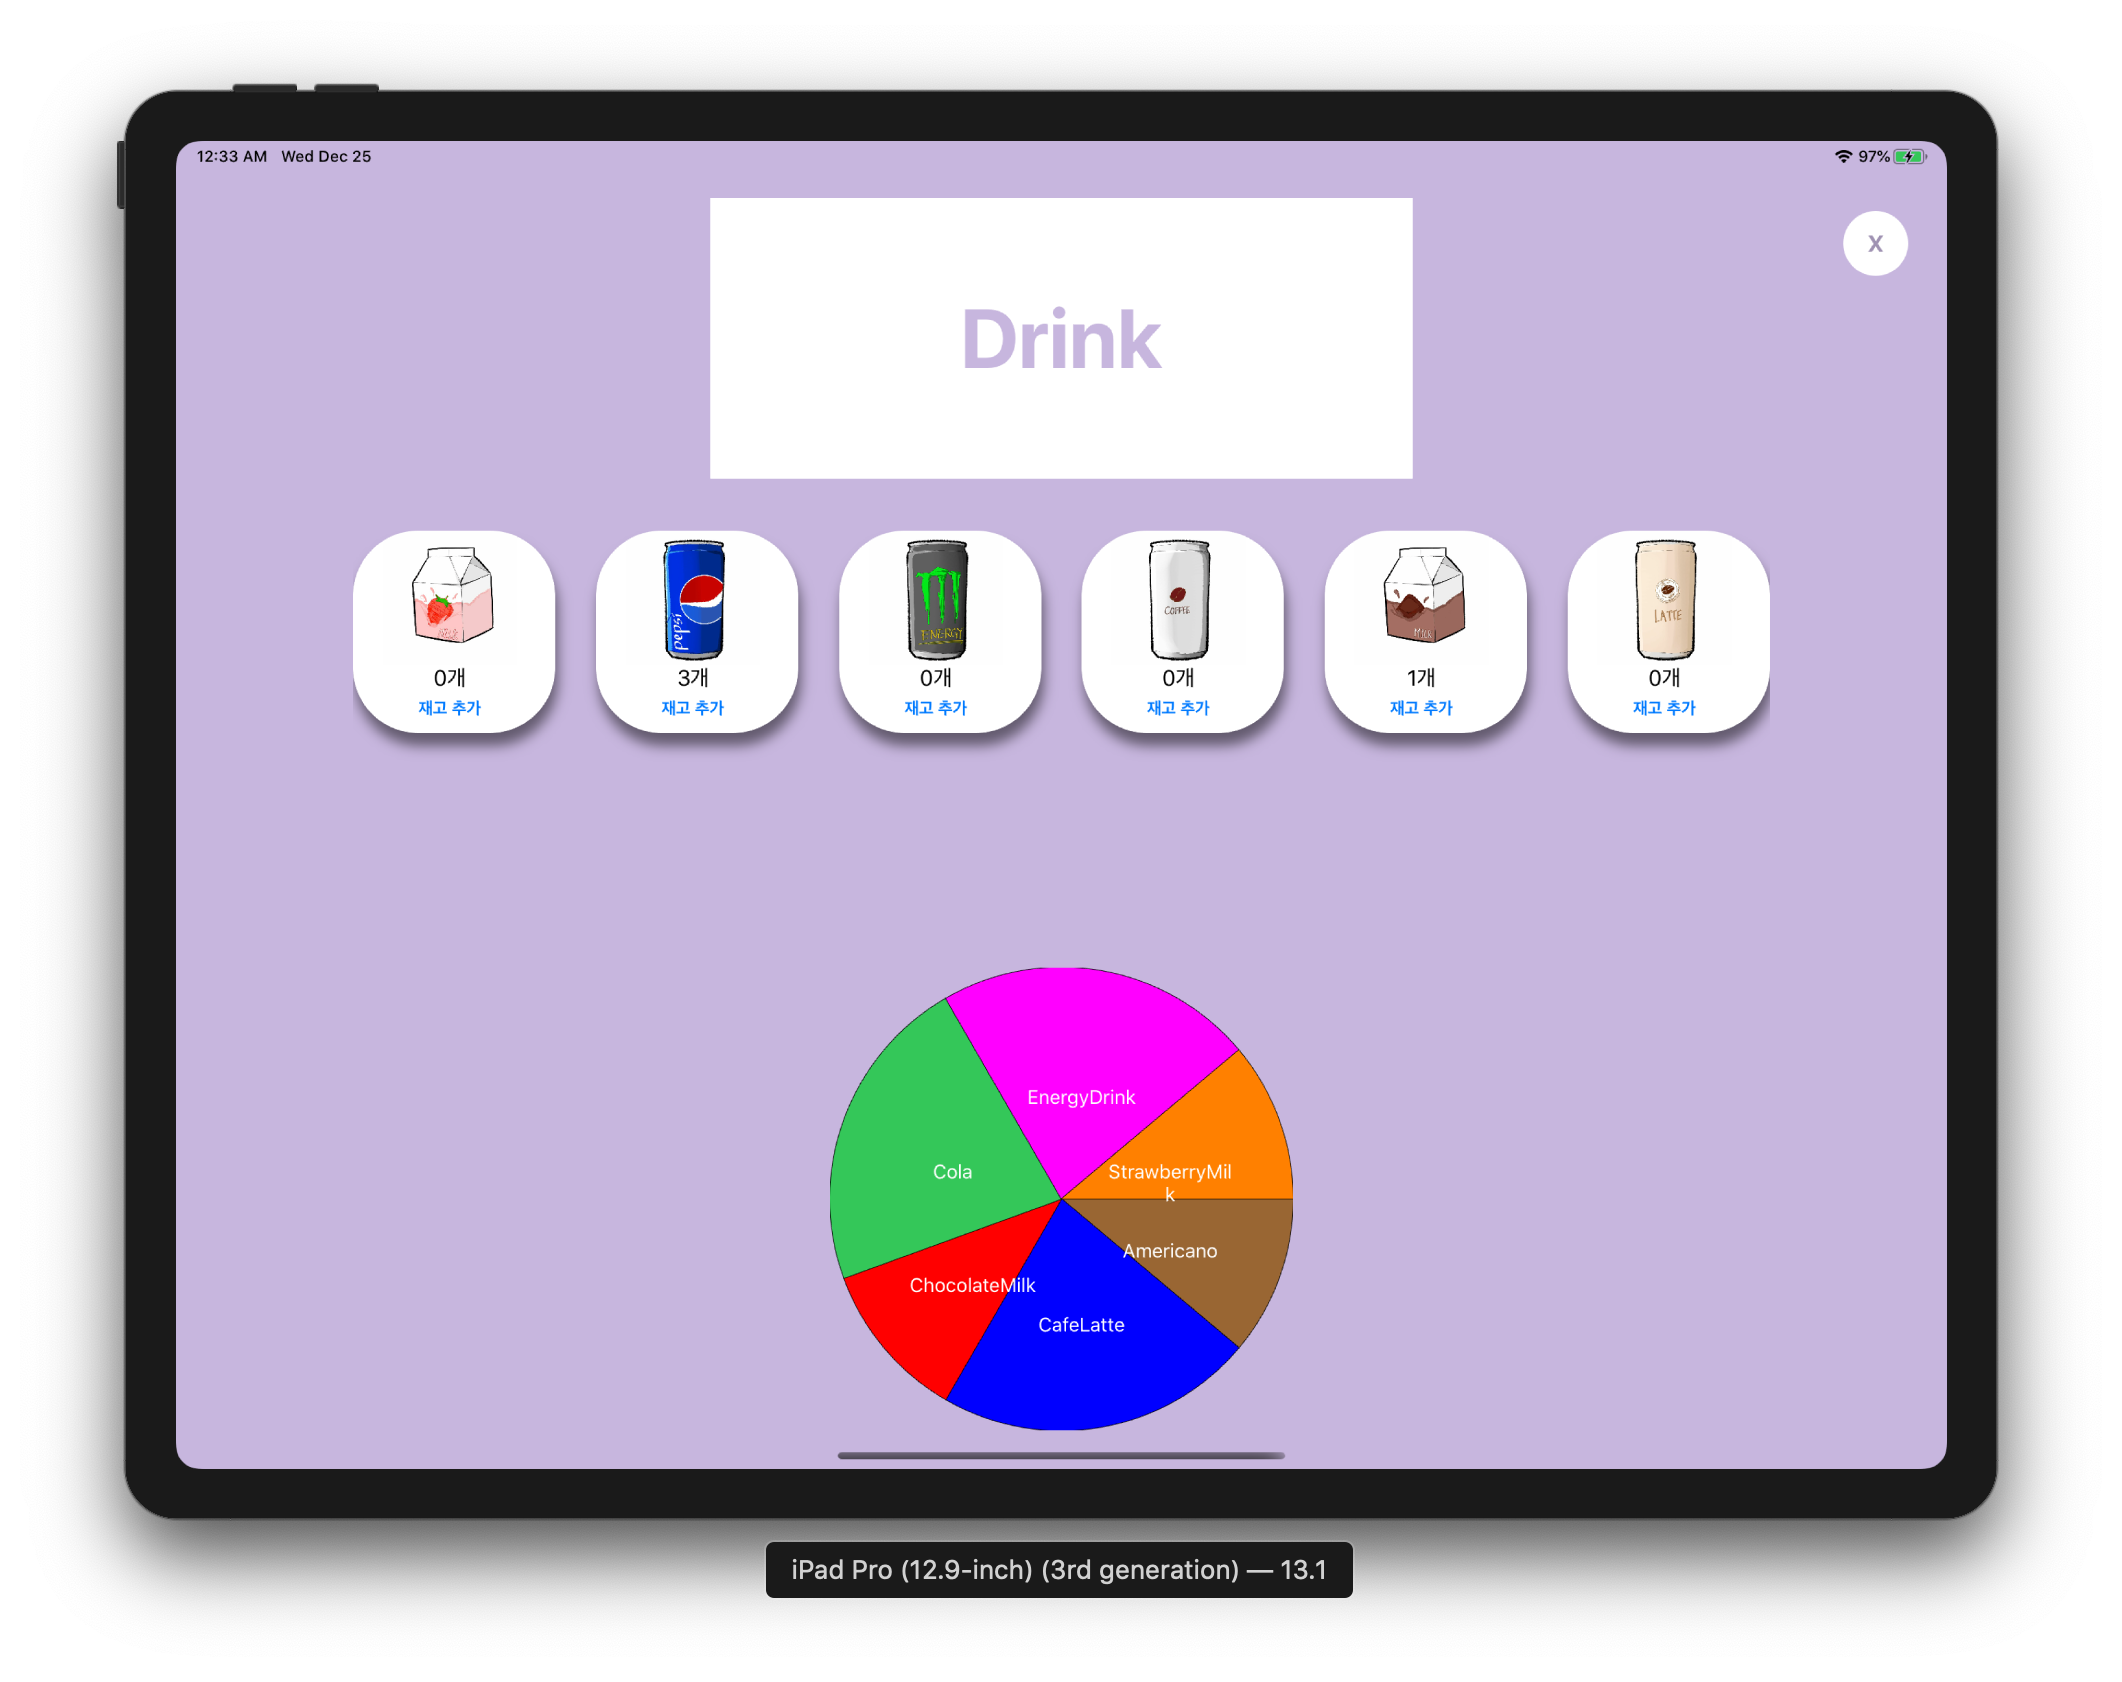 12:33 AM Wed Dec 25
97%
X
Drink
MILK
pepsi
ENERGY
COFFEE
MILK
LATTE
0개
3개
0개
0개
1개
0개
재고 추가
재고 추가
재고 추가
재고 추가
재고 추가
재고 추가
EnergyDrink
Cola
StrawberryMil
k
Americano
ChocolateMilk
CafeLatte
iPad Pro (12.9-inch) (3rd generation) — 13.1